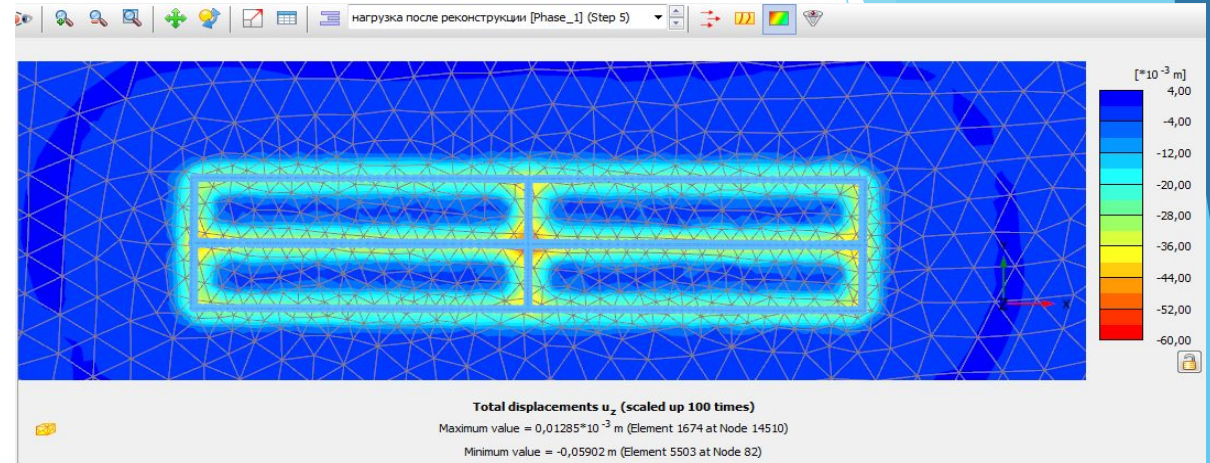 нагрузка после реконструкции [Phase_1] (Step 5)
[*10 -3 m]
4,00
-4,00
-12,00
-20,00
-28,00
-36,00
-44,00
-52,00
-60,00
x
Total displacements uz (scaled up 100 times)
Maximum value = 0,01285*10 -3 m (Element 1674 at Node 14510)
Minimum value = -0,05902 m (Element 5503 at Node 82)